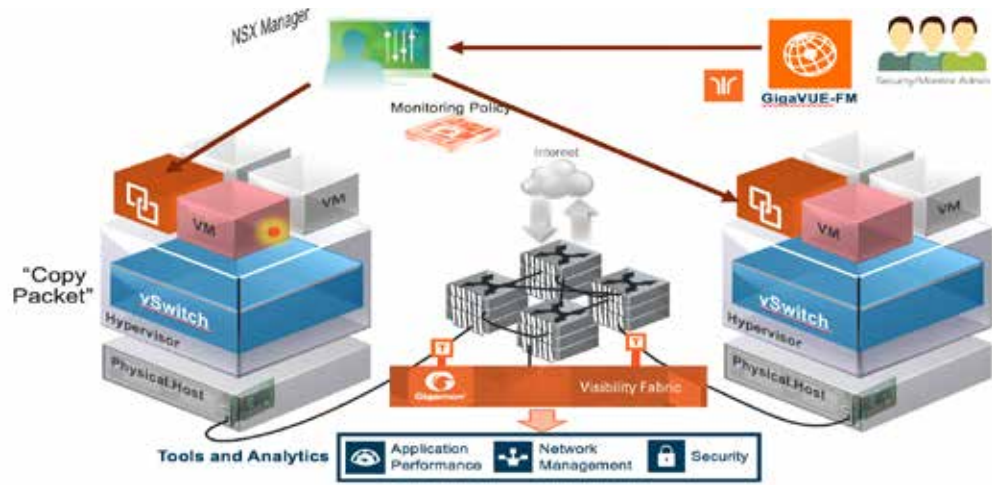 NSX Manager
GigaVUE-FM
Security/Monitor Admin
Monitoring Policy
Internet
VM
VM
VM
VM
"Copy
Packet"
vSwitch
Hypervisor
Physical Host
vSwitch
Hypervisor
Physical Host
T
T
Gigamon
Visibility Fabric
Tools and Analytics
Application
Performance
Network
Management
Security